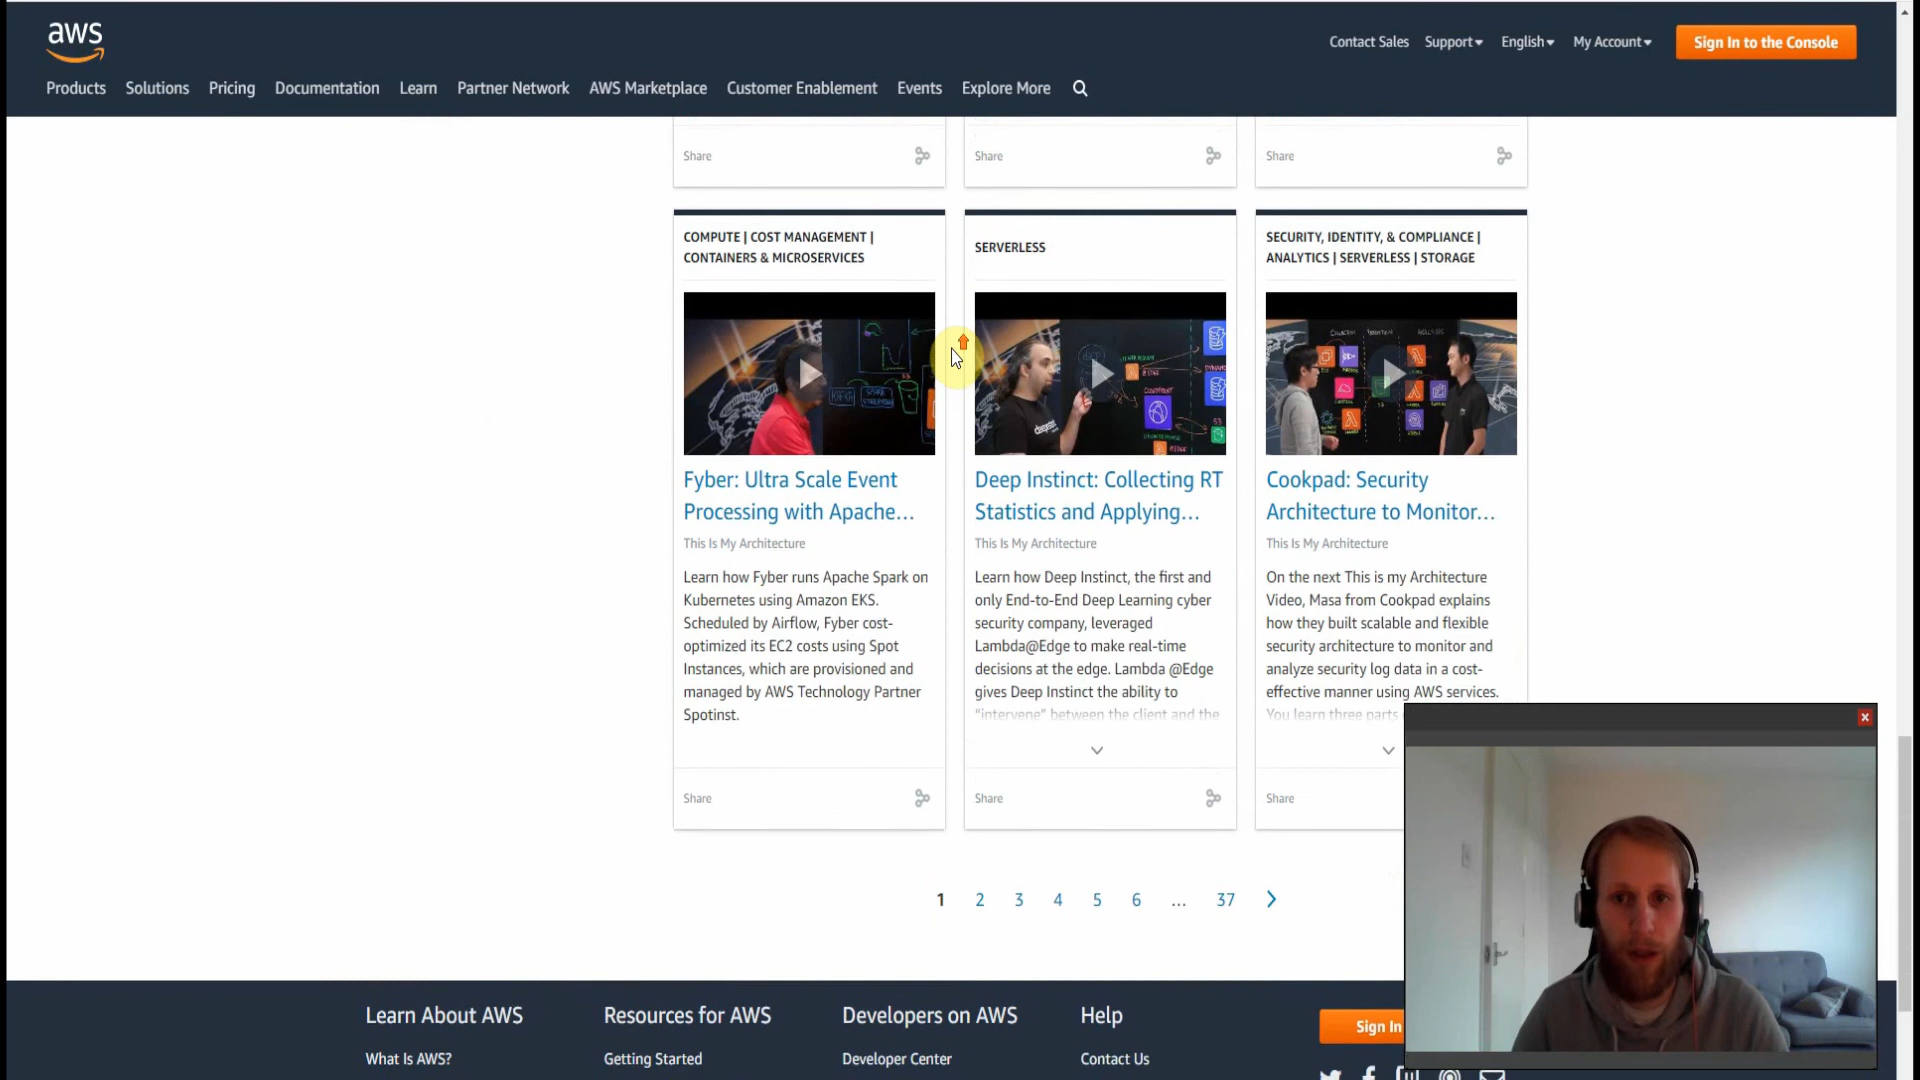 aws
Contact Sales Support English My Account Sign In to the Console
Products Solutions Pricing Documentation Learn Partner Network AWS Marketplace Customer Enablement Events Explore More
Share Share Share
COMPUTE | COST MANAGEMENT |
CONTAINERS & MICROSERVICES
Fyber: Ultra Scale Event
Processing with Apache...
This Is My Architecture
Learn how Fyber runs Apache Spark on
Kubernetes using Amazon EKS.
Scheduled by Airflow, Fyber cost-
optimized its EC2 costs using Spot
Instances, which are provisioned and
managed by AWS Technology Partner
Spotinst.
Share
SERVERLESS
Deep Instinct: Collecting RT
Statistics and Applying...
This Is My Architecture
Learn how Deep Instinct, the first and
only End-to-End Deep Learning cyber
security company, leveraged
Lambda@Edge to make real-time
decisions at the edge. Lambda @Edge
gives Deep Instinct the ability to
“intervene” between the client and the
Share
SECURITY, IDENTITY, & COMPLIANCE |
ANALYTICS | SERVERLESS | STORAGE
Cookpad: Security
Architecture to Monitor...
This Is My Architecture
On the next This is my Architecture
Video, Masa from Cookpad explains
how they built scalable and flexible
security architecture to monitor and
analyze security log data in a cost-
effective manner using AWS services.
You learn three parts
Share
1 2 3 4 5 6 ... 37
Learn About AWS
What Is AWS?
Resources for AWS
Getting Started
Developers on AWS
Developer Center
Help
Contact Us
Sign In